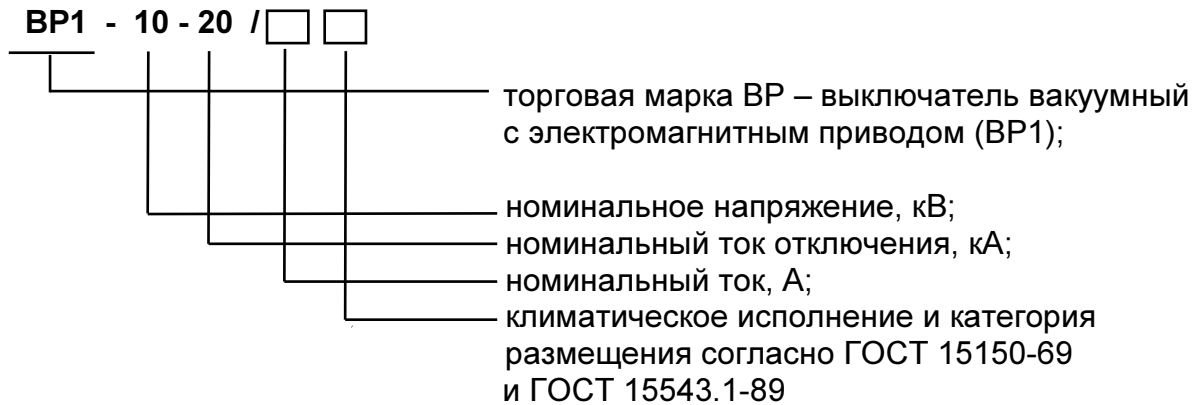 ВР1 - 10 - 20 /
торговая марка ВР – выключатель вакуумный
с электромагнитным приводом (ВР1);
номинальное напряжение, кВ;
номинальный ток отключения, кА;
номинальный ток, А;
климатическое исполнение и категория
размещения согласно ГОСТ 15150-69
и ГОСТ 15543.1-89